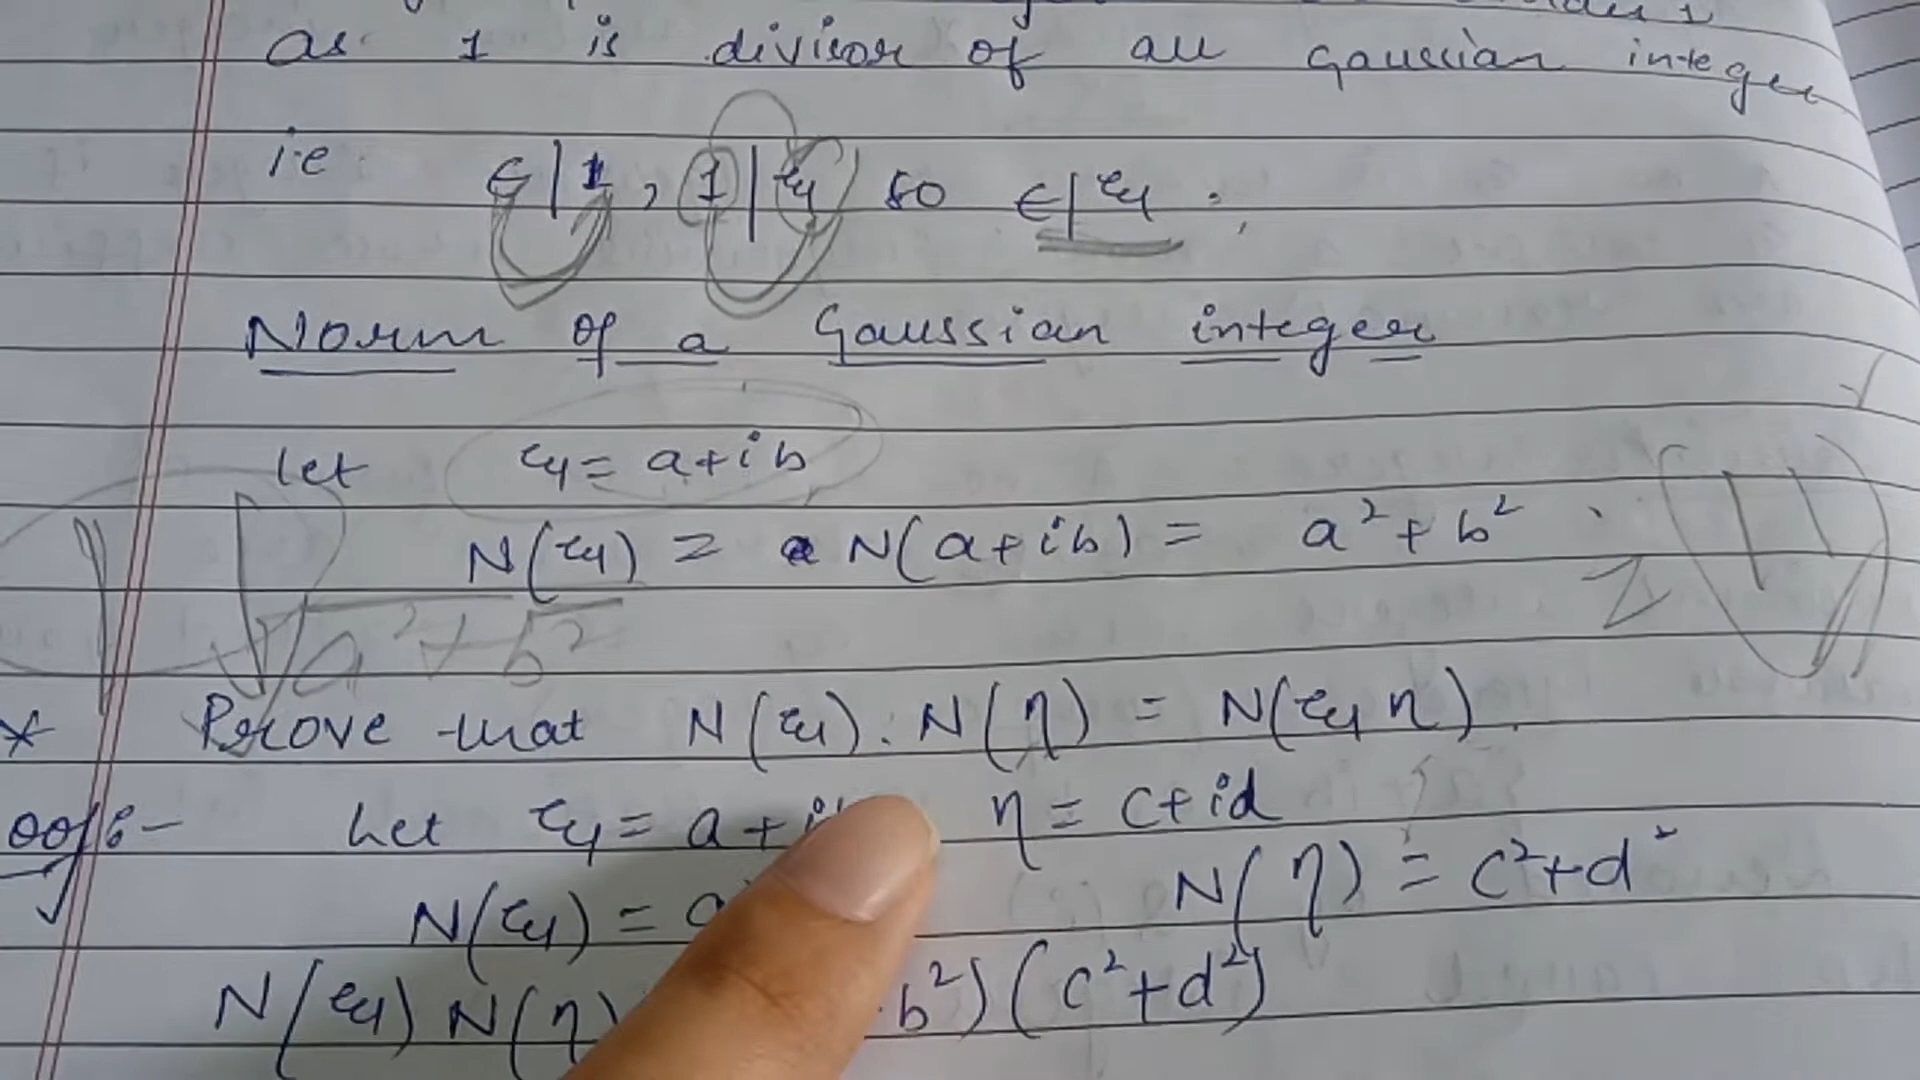 as 1 is divisor of all Gaussian integer
i.e ϵ|1, 1|ξ so ϵ|ξ.
Norm of a Gaussian integer
Let ξ = a+ib
N(ξ) = N(a+ib) = a²+b².
√a²+b²
* Prove that N(ξ).N(η) = N(ξη).
Let ξ = a+ η = c+id
N(ξ) = N(η) = c²+d²
N(ξ) N(η) b²)(c²+d²)